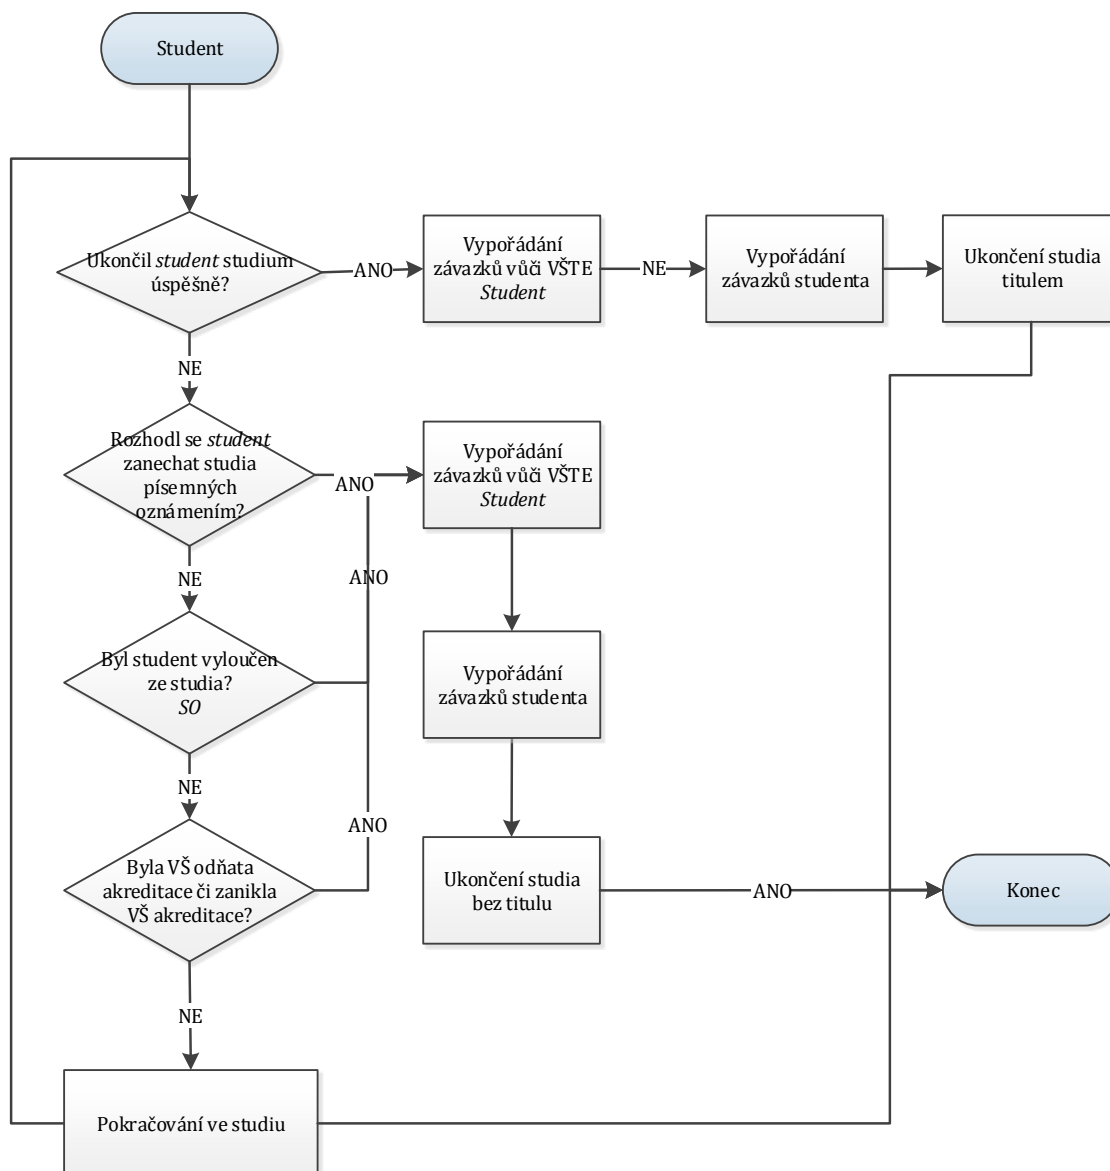 Student
Ukončil student studium
úspěšně?
ANO
Vypořádání
závazků vůči VŠTE
Student
NE
Vypořádání
závazků studenta
Ukončení studia
titulem
NE
Rozhodl se student
zanechat studia
písemných
oznámením?
ANO
Vypořádání
závazků vůči VŠTE
Student
NE
ANO
Byl student vyloučen
ze studia?
SO
Vypořádání
závazků studenta
NE
ANO
Byla VŠ odňata
akreditace či zanikla
VŠ akreditace?
Ukončení studia
bez titulu
ANO
Konec
NE
Pokračování ve studiu